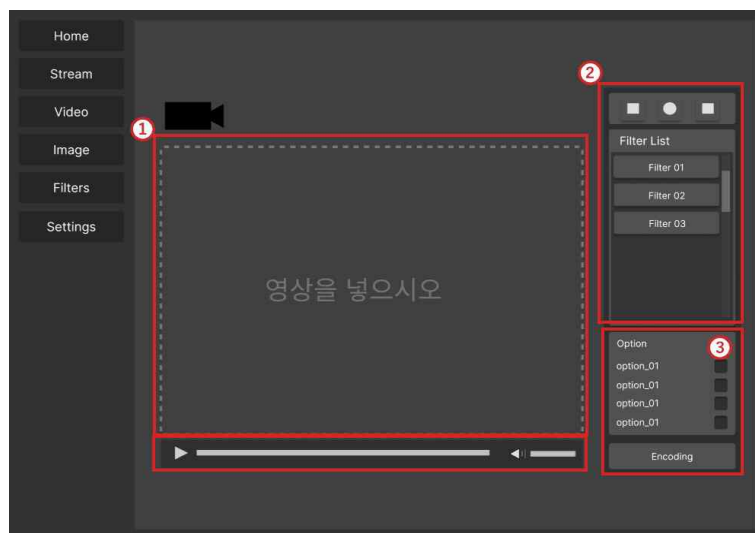 Home
Stream
Video
Image
Filters
Settings
1
영상을 넣으시오
2
Filter List
Filter 01
Filter 02
Filter 03
3
Option
option_01
option_01
option_01
option_01
Encoding